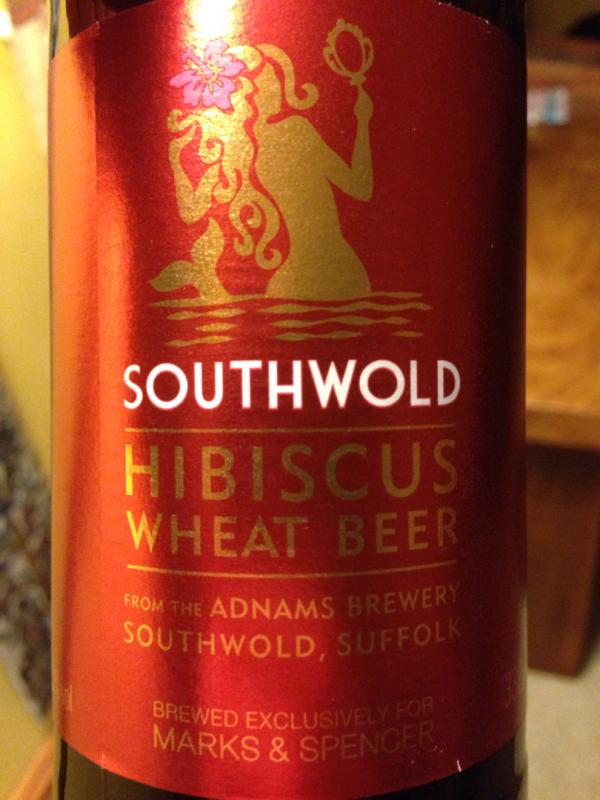 SOUTHWOLD
HIBISCUS
WHEAT BEER
FROM THE ADNAMS BREWERY
SOUTHWOLD, SUFFOLK
BREWED EXCLUSIVELY FOR
MARKS & SPENCER